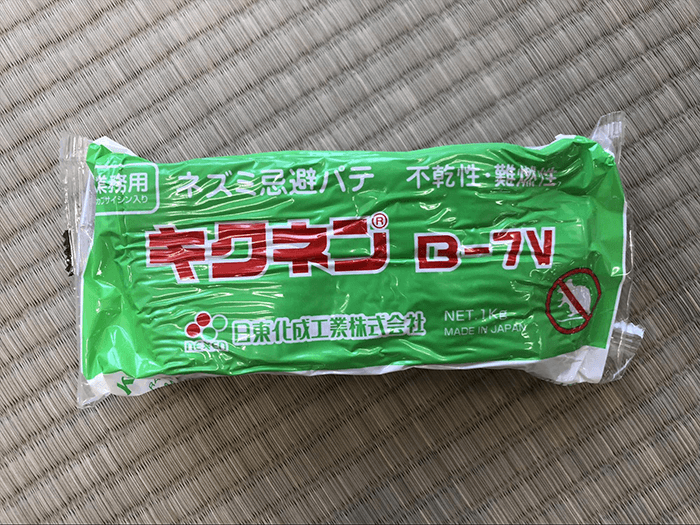 業務用
カプサイシン入り
ネズミ忌避パテ 不乾性・難燃性
キクネン® B-7V
nexen
日東化成工業株式会社
NET 1Kg
MADE IN JAPAN